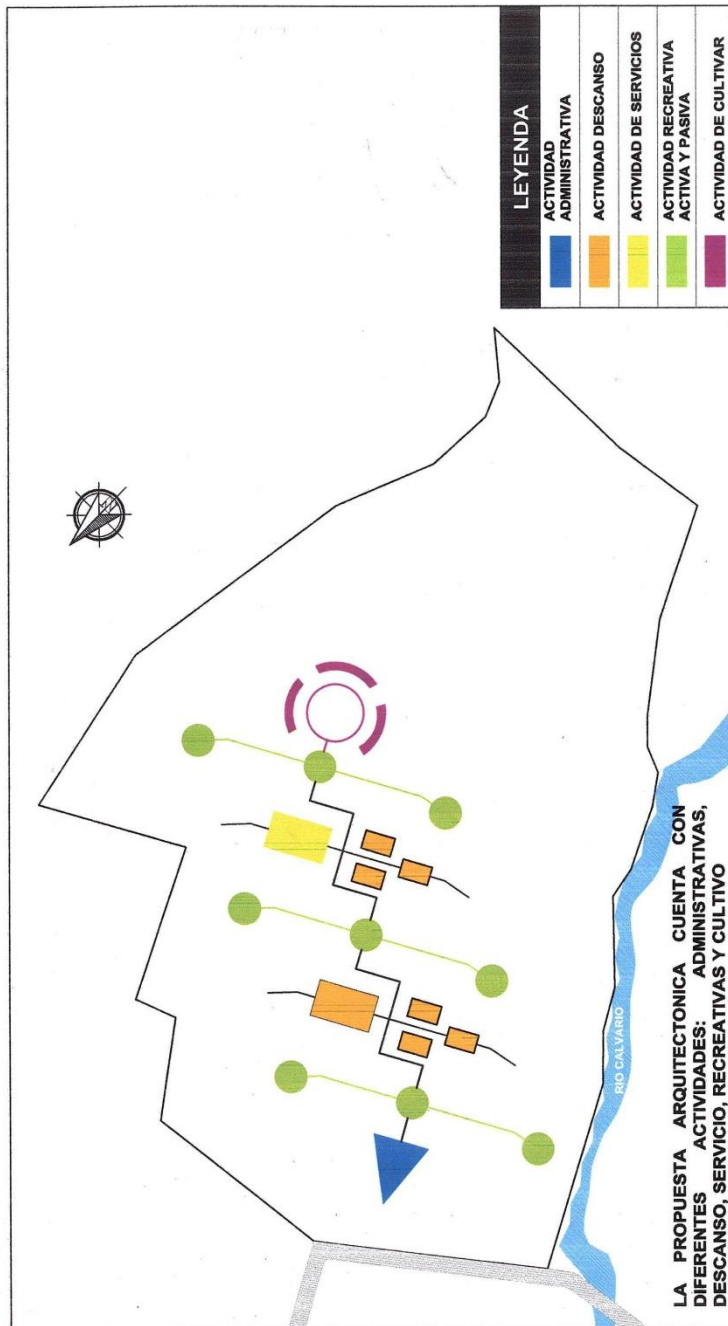 LEYENDA
ACTIVIDAD
ADMINISTRATIVA
ACTIVIDAD DESCANSO
ACTIVIDAD DE SERVICIOS
ACTIVIDAD RECREATIVA
ACTIVA Y PASIVA
ACTIVIDAD DE CULTIVAR
RIO CALVARIO
LA PROPUESTA ARQUITECTONICA CUENTA CON
DIFERENTES ACTIVIDADES: ADMINISTRATIVAS,
DESCANSO, SERVICIO, RECREATIVAS Y CULTIVO